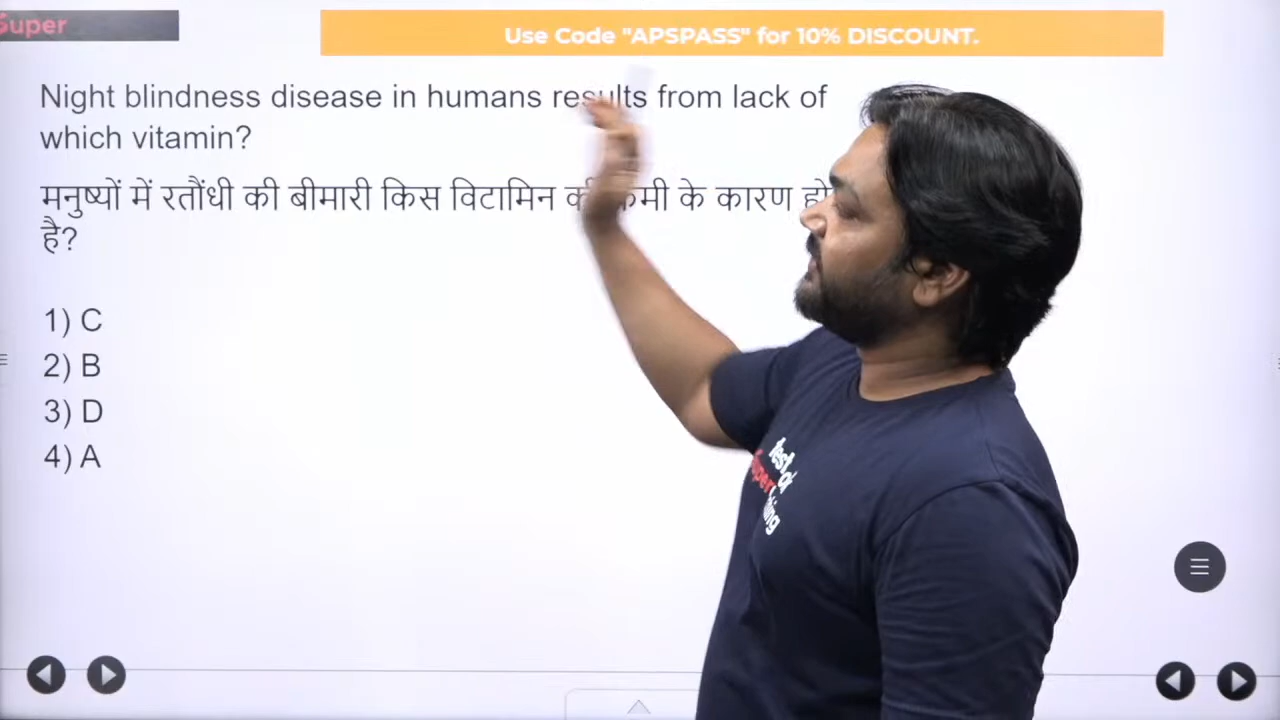 Super
Use Code "APSPASS" for 10% DISCOUNT.
Night blindness disease in humans results from lack of
which vitamin?
मनुष्यों में रतौंधी की बीमारी किस विटामिन की कमी के कारण
है?
1) C
2) B
3) D
4) A